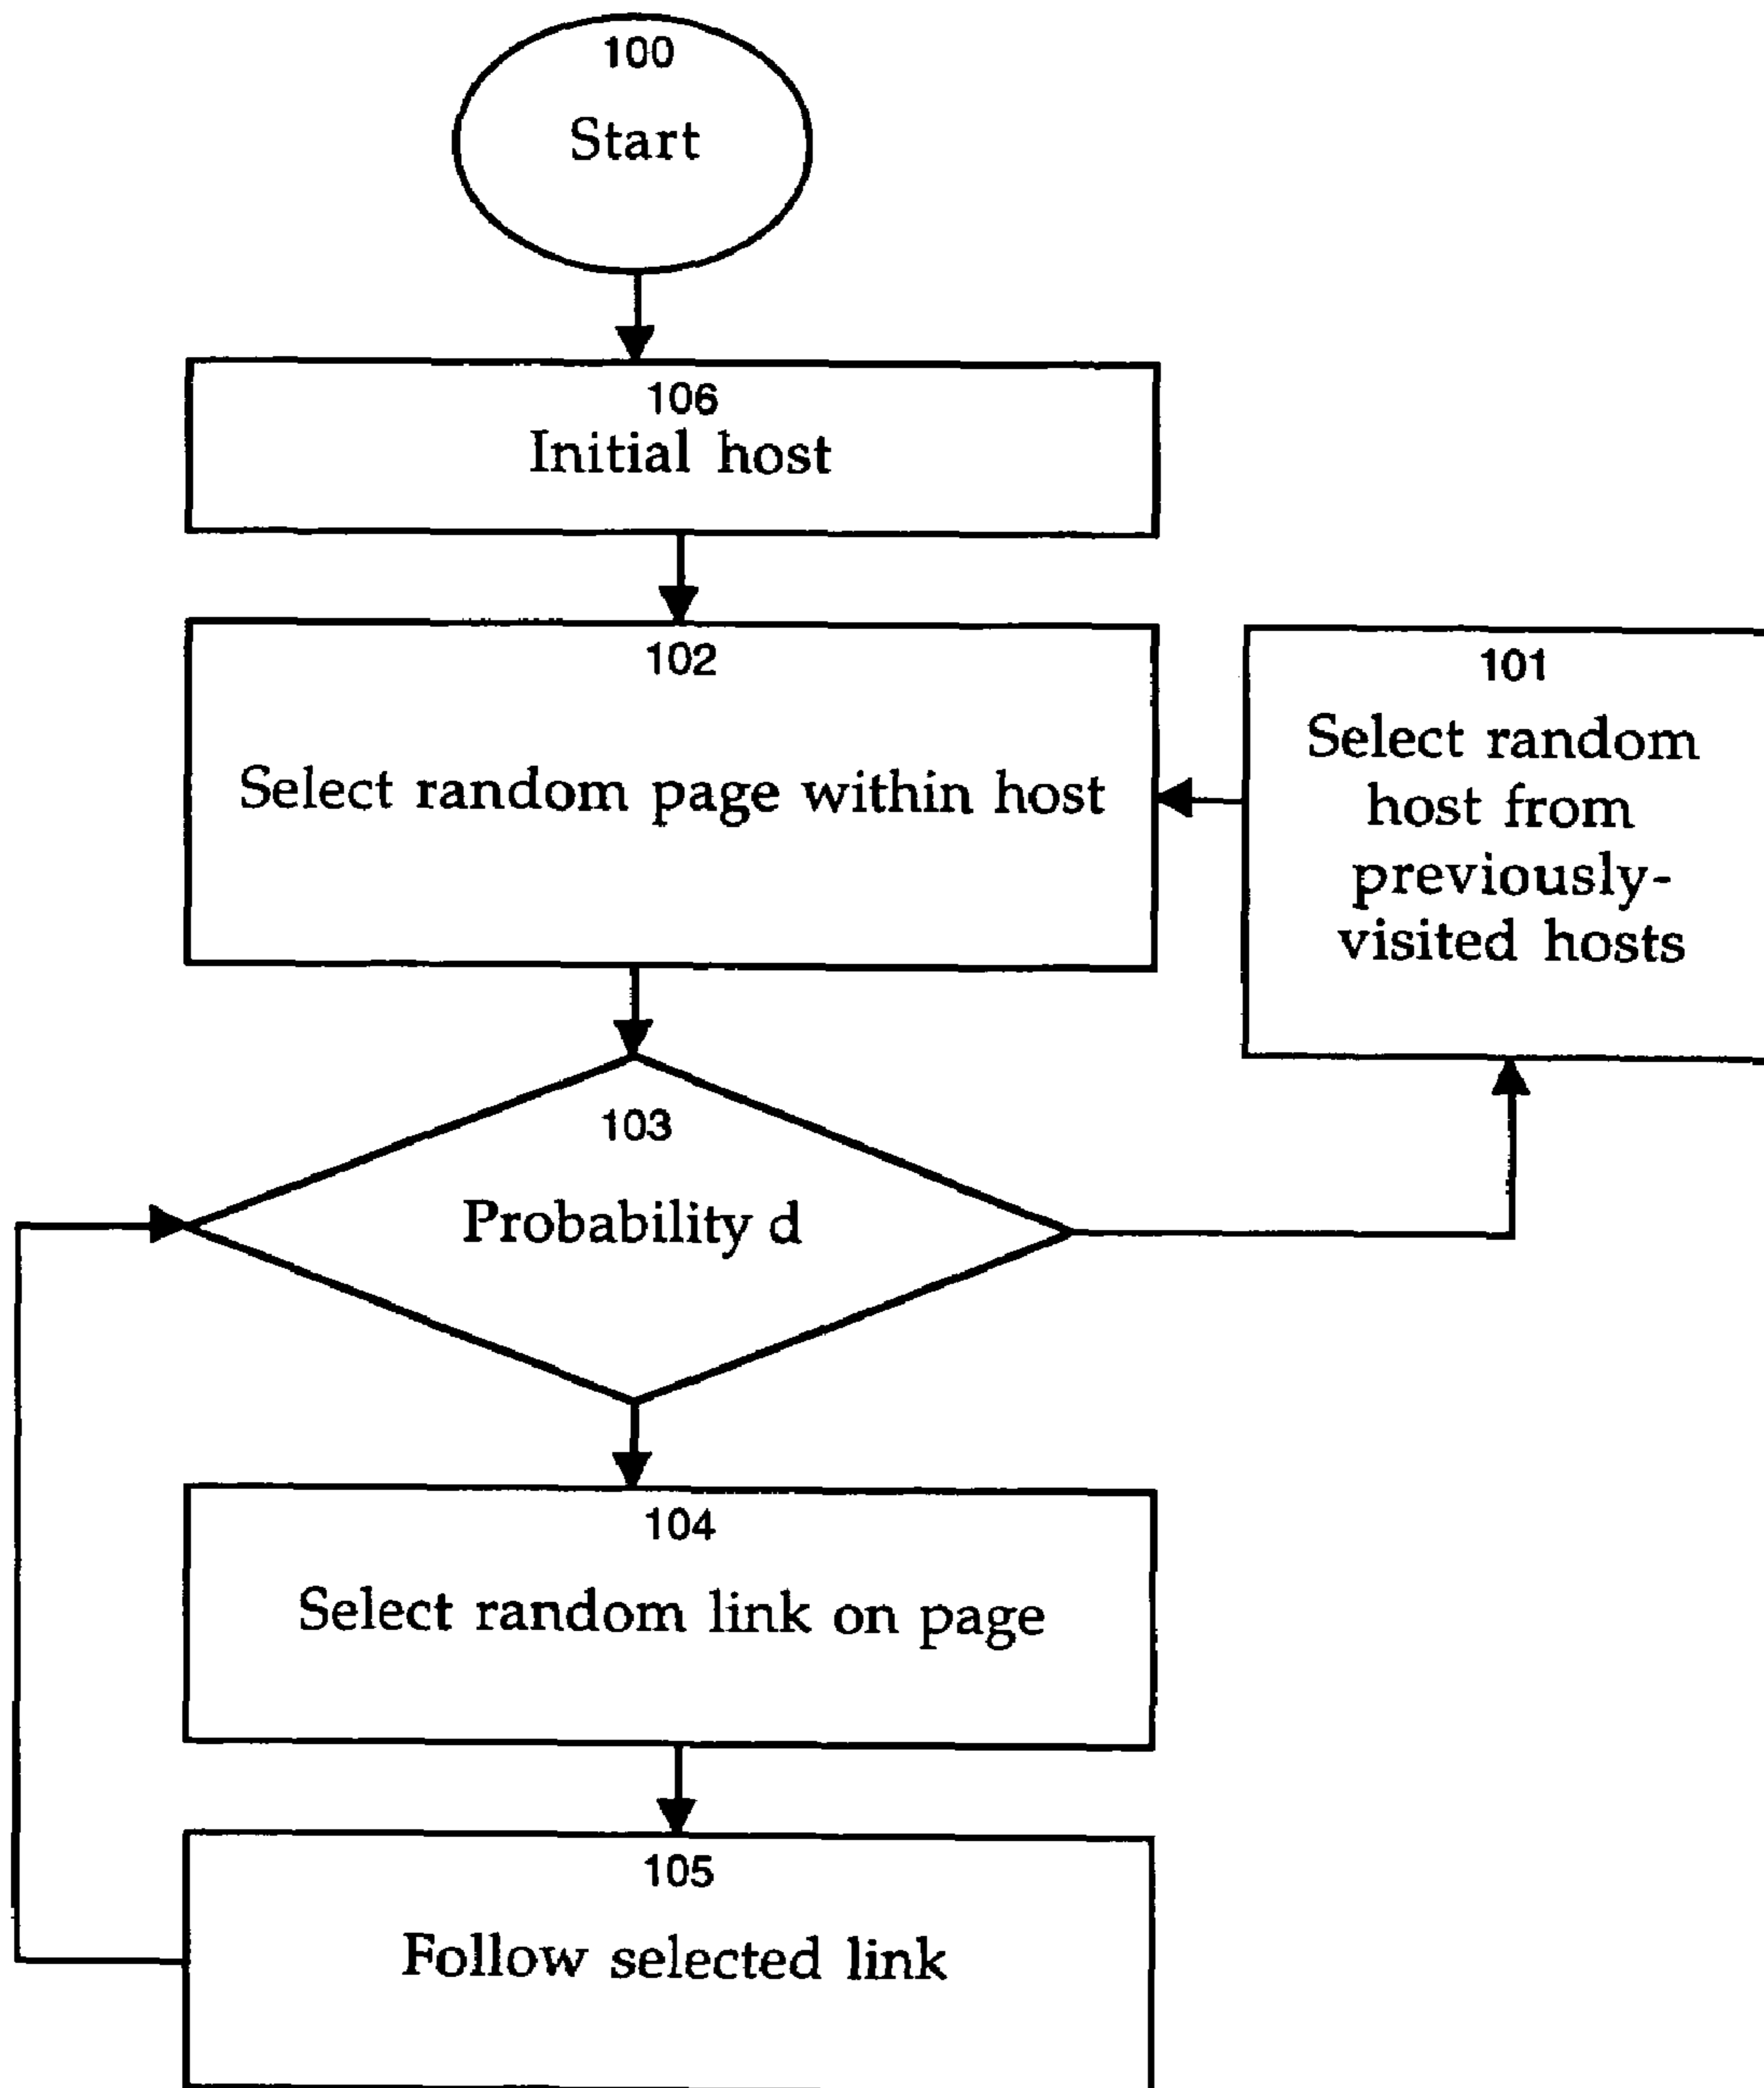 100
Start
106
Initial host
102
Select random page within host
101
Select random
host from
previously-
visited hosts
103
Probability d
104
Select random link on page
105
Follow selected link